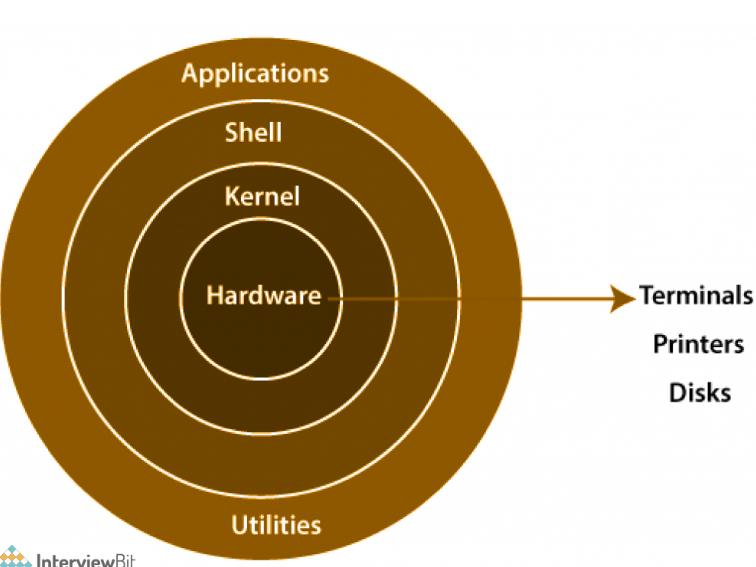 Applications
Shell
Kernel
Hardware
Terminals
Printers
Disks
Utilities
InterviewBit